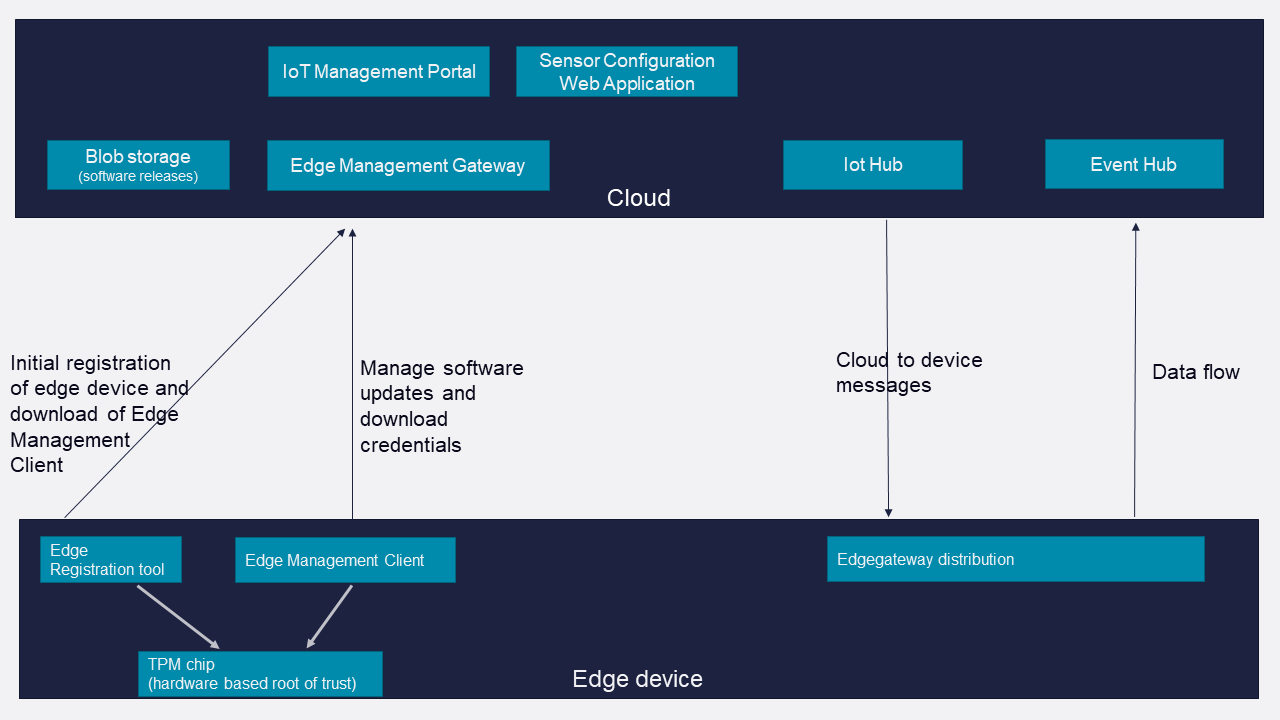 IoT Management Portal
Sensor Configuration
Web Application
Blob storage
(software releases)
Edge Management Gateway
Iot Hub
Event Hub
Cloud
Initial registration
of edge device and
download of Edge
Management
Client
Manage software
updates and
download
credentials
Cloud to device
messages
Data flow
Edge
Registration tool
Edge Management Client
Edgegateway distribution
TPM chip
(hardware based root of trust)
Edge device